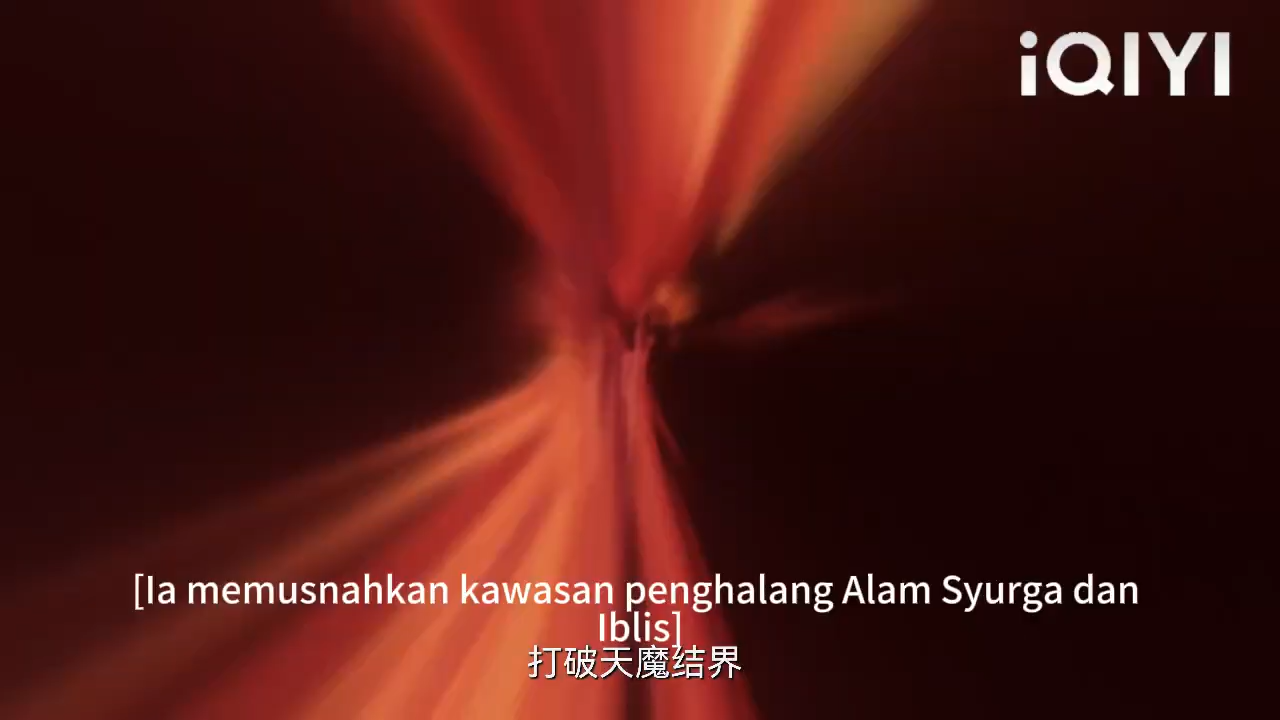 iQIYI
[Ia memusnahkan kawasan penghalang Alam Syurga dan
Iblis]
打破天魔结界